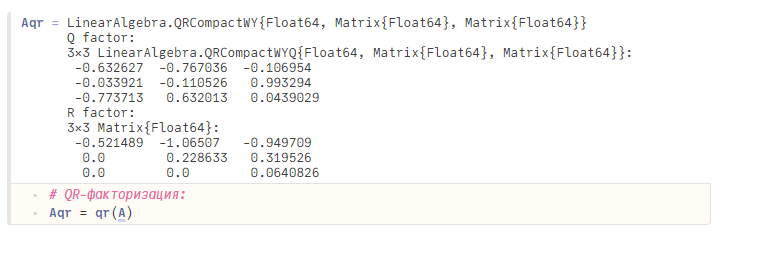 Aqr = LinearAlgebra.QRCompactWY{Float64, Matrix{Float64}, Matrix{Float64}}
Q factor:
3×3 LinearAlgebra.QRCompactWYQ{Float64, Matrix{Float64}, Matrix{Float64}}:
-0.632627 -0.767036 -0.106954
-0.033921 -0.110526 0.993294
-0.773713 0.632013 0.0439029
R factor:
3×3 Matrix{Float64}:
-0.521489 -1.06507 -0.949709
0.0 0.228633 0.319526
0.0 0.0 0.0640826
# QR-факторизация:
Aqr = qr(A)